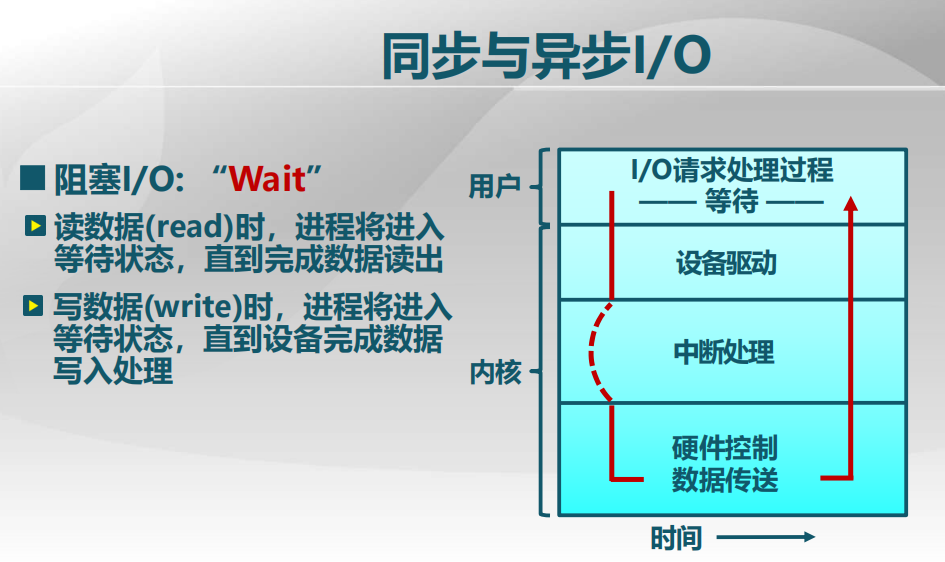 同步与异步I/O
阻塞I/O: “Wait”
读数据(read)时，进程将进入
等待状态，直到完成数据读出
写数据(write)时，进程将进入
等待状态，直到设备完成数据
写入处理
用户
I/O请求处理过程
—— 等待 ——
设备驱动
中断处理
内核
硬件控制
数据传送
时间